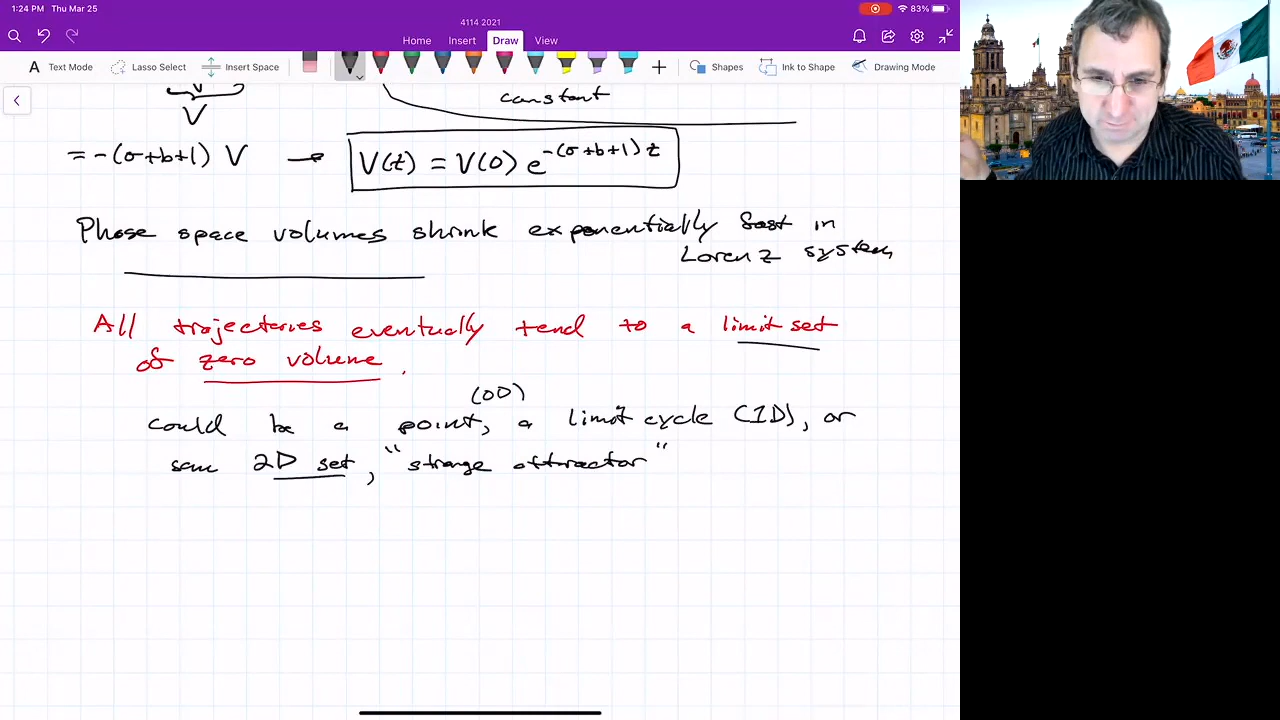 1:24 PM Thu Mar 25
83%
4114 2021
Home Insert Draw View
Text Mode Lasso Select Insert Space Shapes Ink to Shape Drawing Mode
constant
V
= -(σ+b+1) V → V(t) = V(0) e^{-(σ+b+1)t}
Phase space volumes shrink exponentially fast in
Lorenz system
All trajectories eventually tend to a limit set
of zero volume.
(0D)
could be a point, a limit cycle (1D), or
some 2D set, "strange attractor"